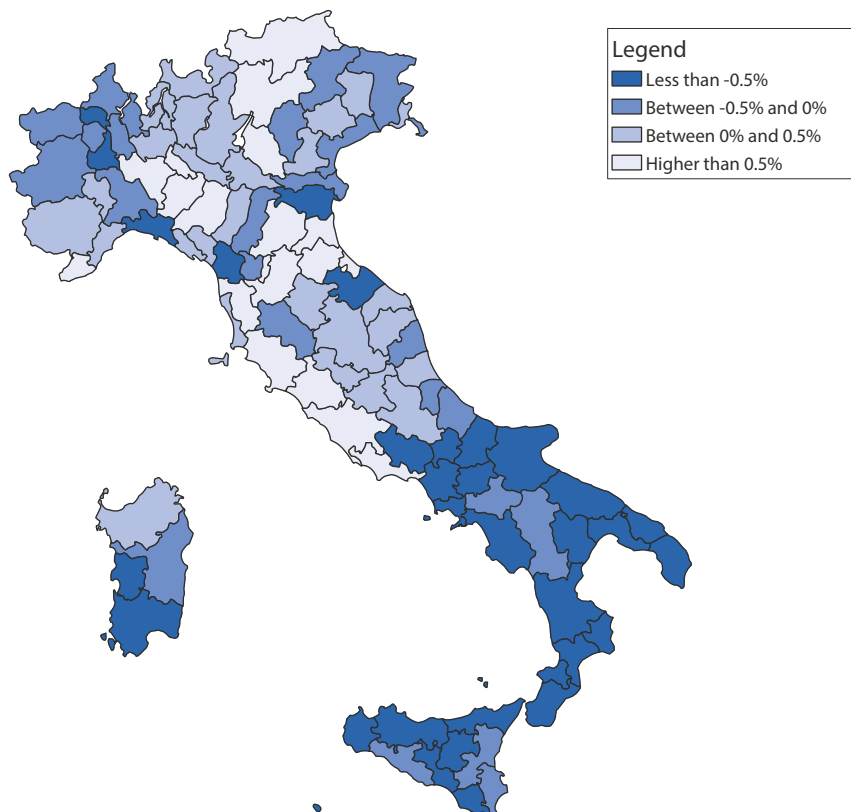 Legend
Less than -0.5%
Between -0.5% and 0%
Between 0% and 0.5%
Higher than 0.5%